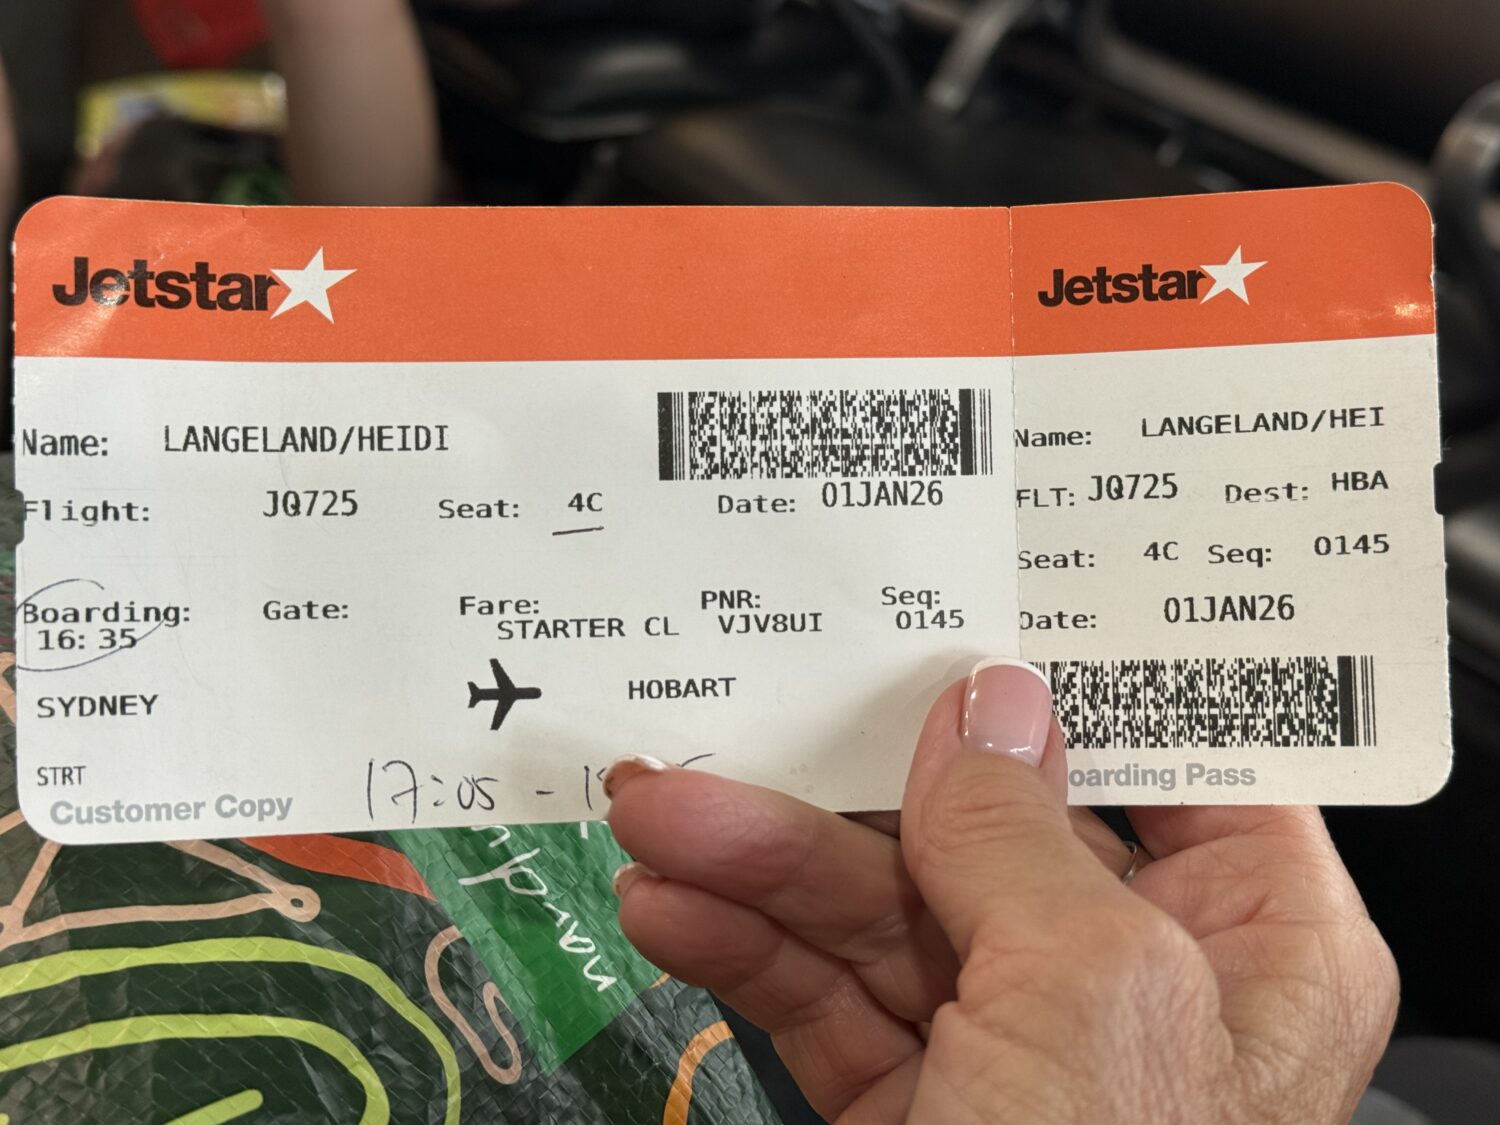 Jetstar
Name: LANGELAND/HEIDI
Flight: JQ725 Seat: 4C Date: 01JAN26
Boarding: Gate: Fare: PNR: Seq:
16:35 STARTER CL VJV8UI 0145
SYDNEY HOBART
STRT
Customer Copy 17:05 -
Jetstar
Name: LANGELAND/HEI
FLT: JQ725 Dest: HBA
Seat: 4C Seq: 0145
Date: 01JAN26
oarding Pass